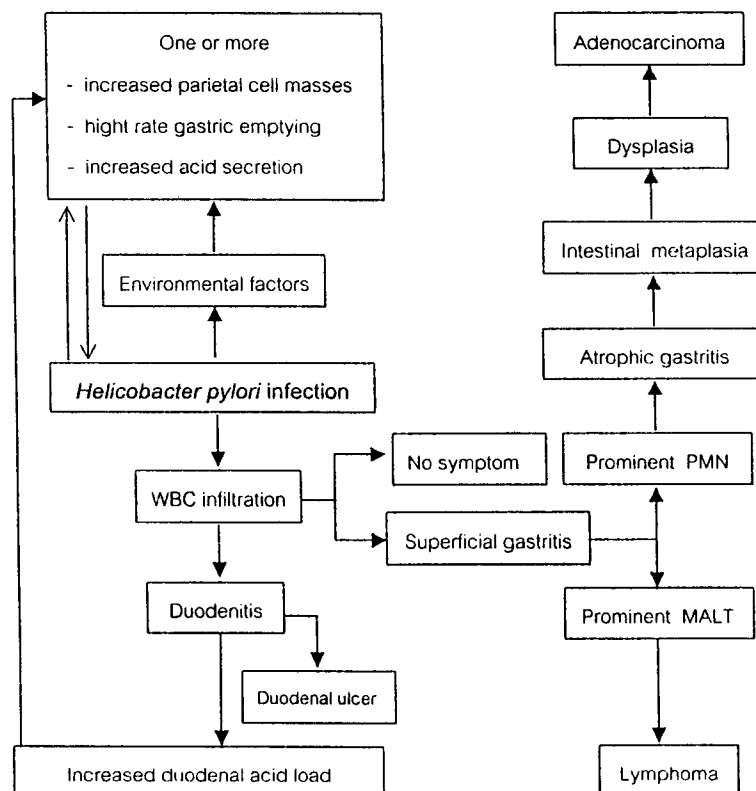 One or more
- increased parietal cell masses
- hight rate gastric emptying
- increased acid secretion
Environmental factors
Helicobacter pylori infection
WBC infiltration
No symptom
Superficial gastritis
Duodenitis
Duodenal ulcer
Increased duodenal acid load
Adenocarcinoma
Dysplasia
Intestinal metaplasia
Atrophic gastritis
Prominent PMN
Prominent MALT
Lymphoma